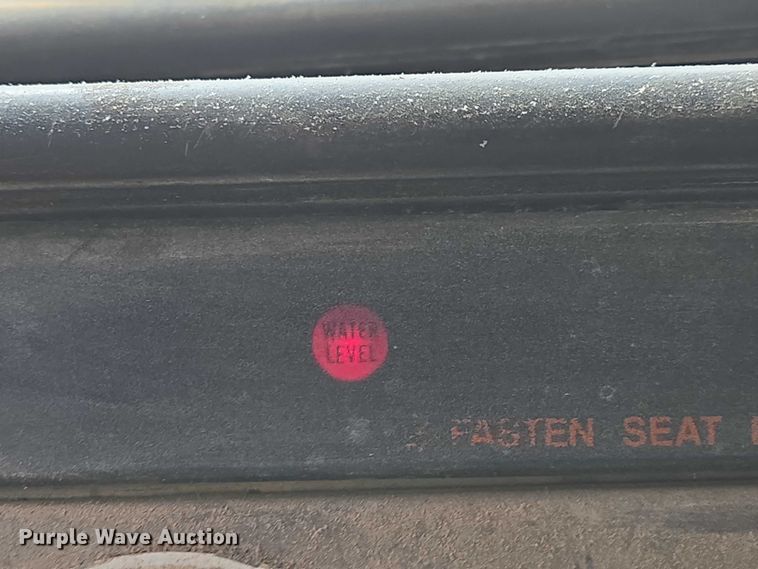 WATER
LEVEL
FASTEN SEAT
Purple Wave Auction